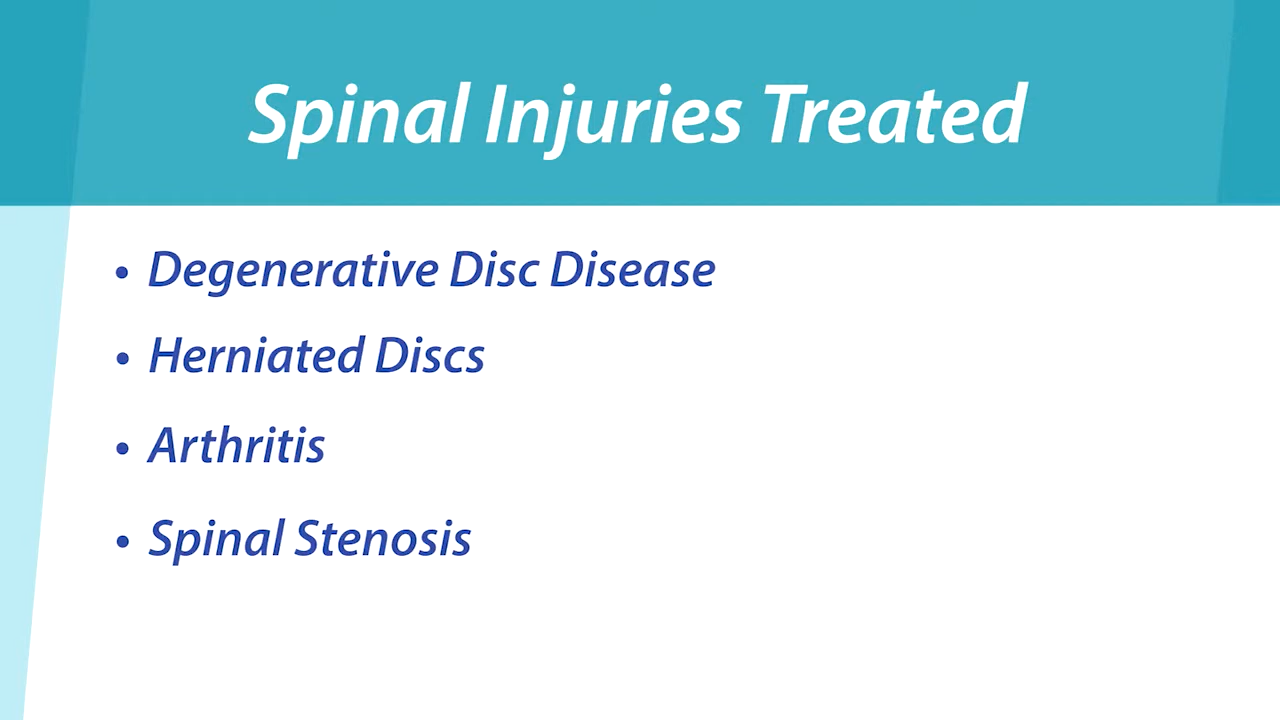 Spinal Injuries Treated
• Degenerative Disc Disease
• Herniated Discs
• Arthritis
• Spinal Stenosis